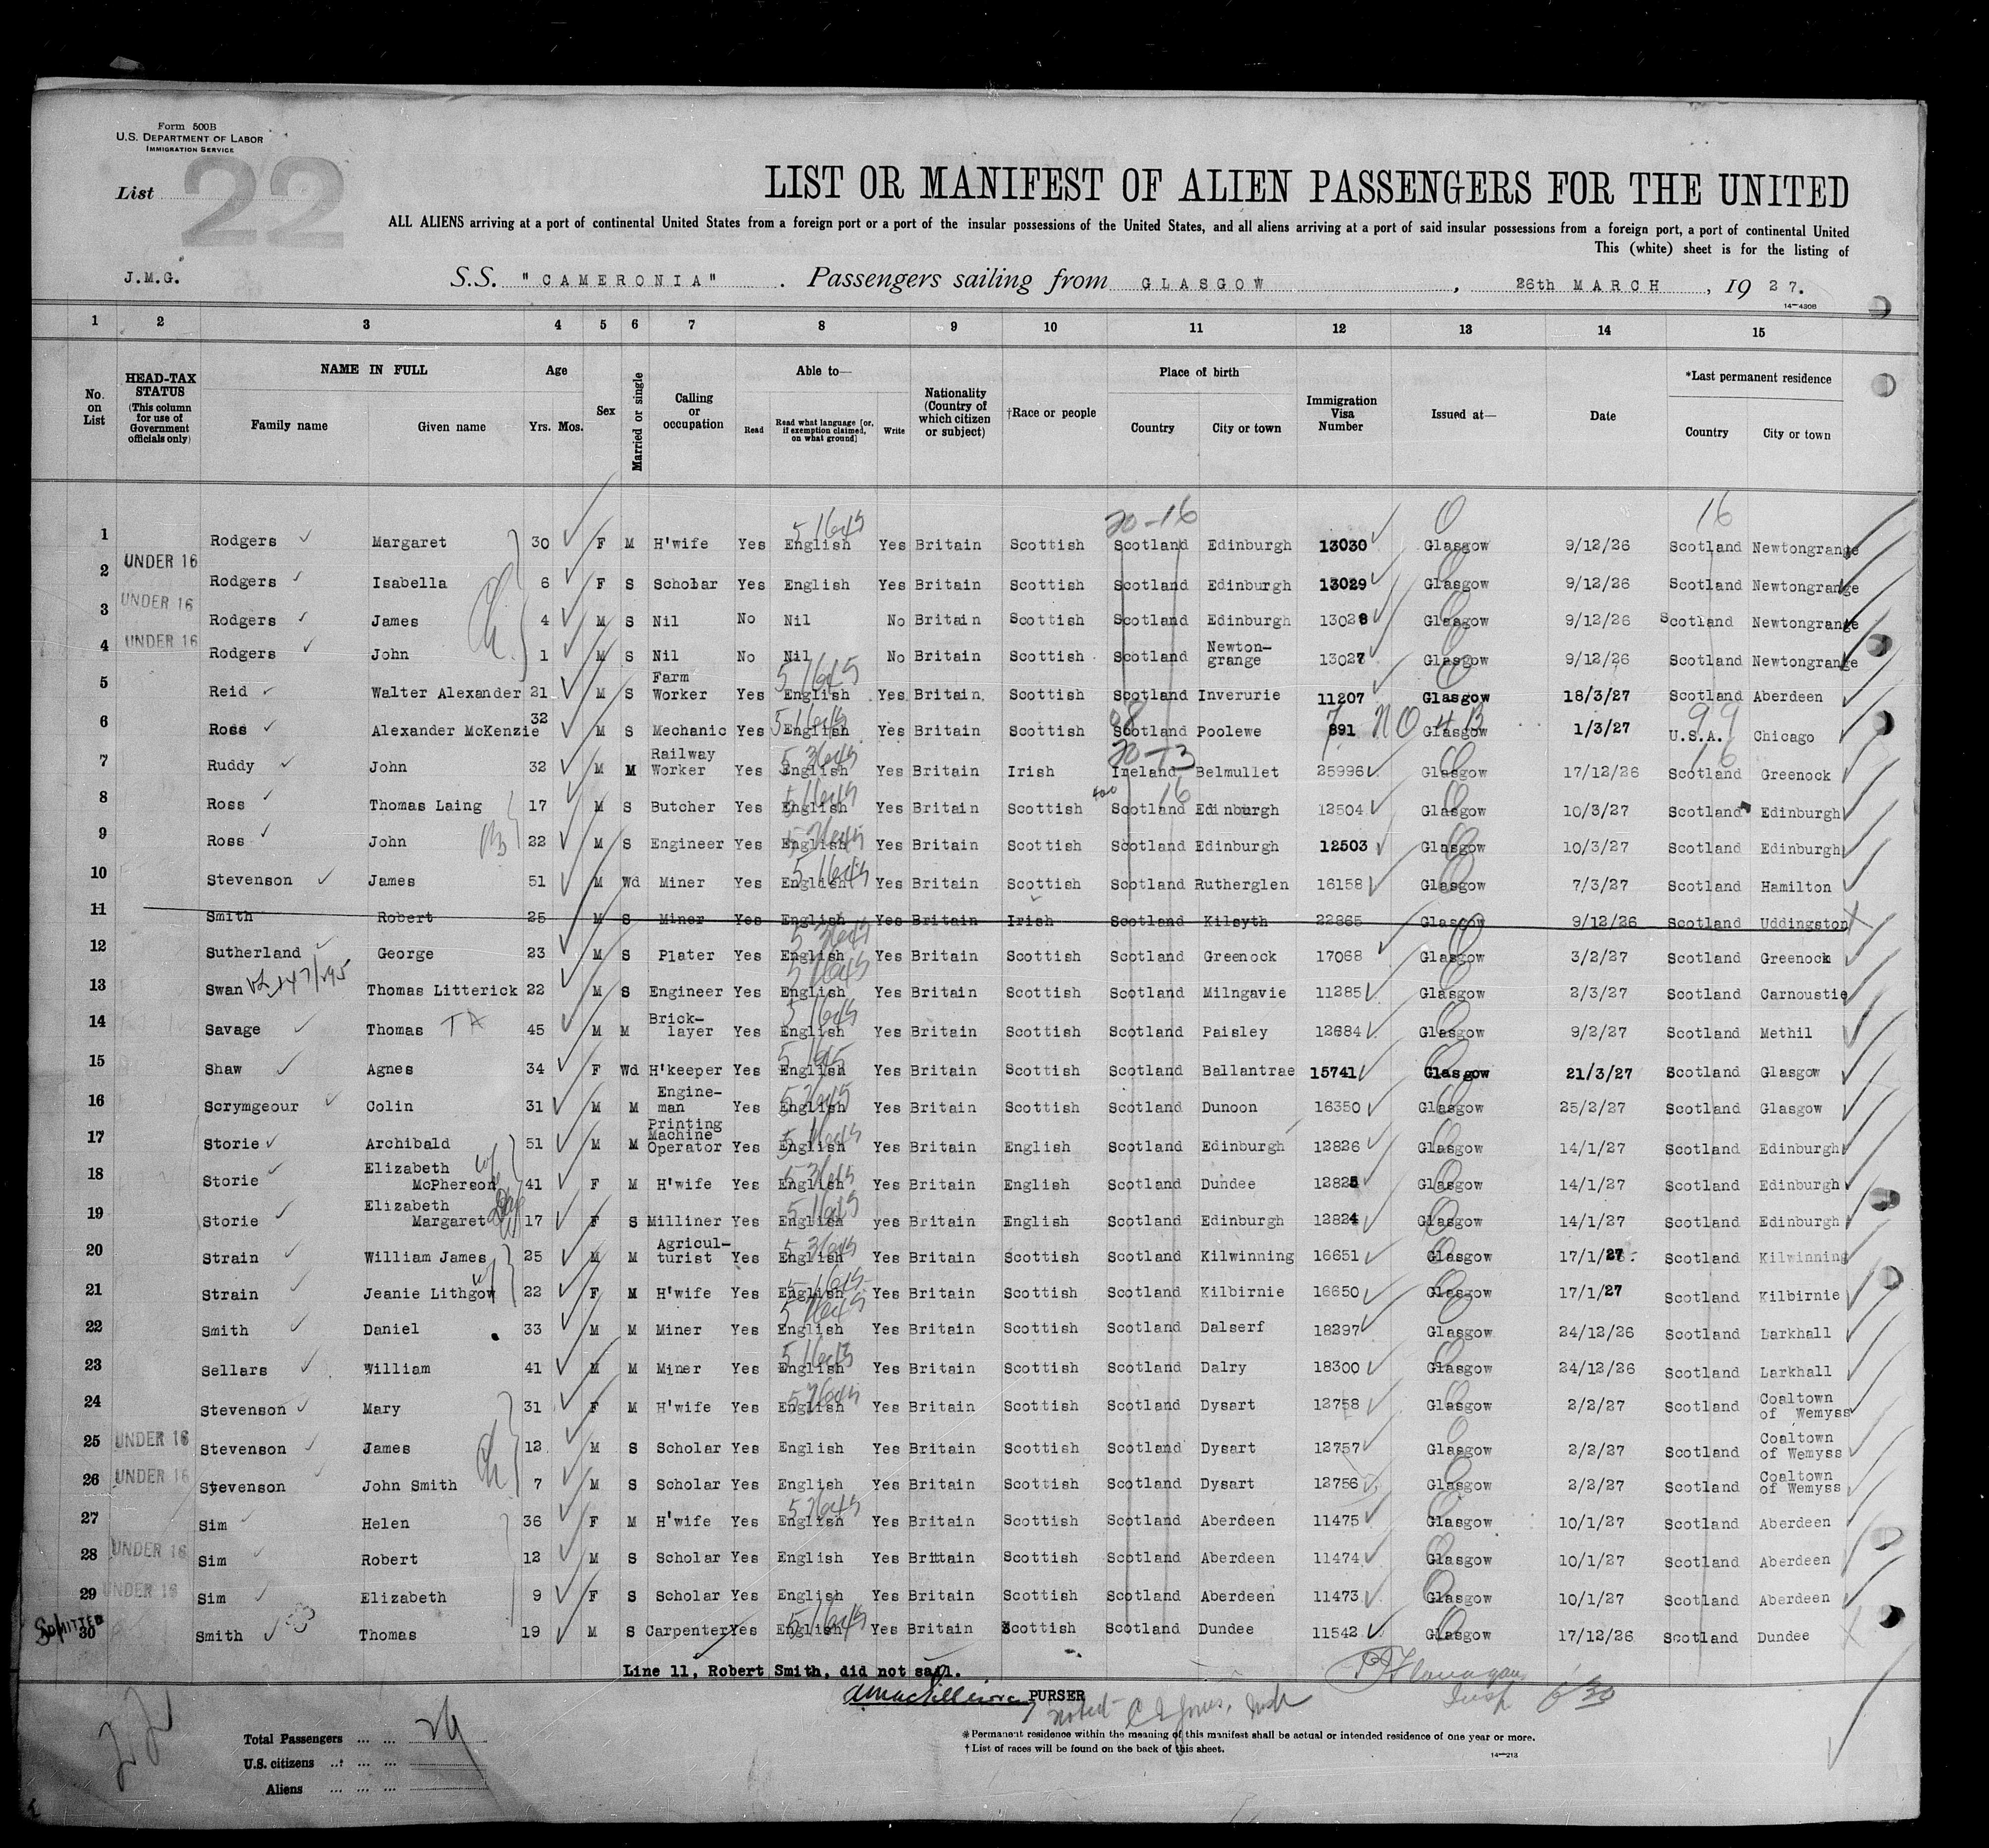 Form 500B
U.S. DEPARTMENT OF LABOR
IMMIGRATION SERVICE
List 22
LIST OR MANIFEST OF ALIEN PASSENGERS FOR THE UNITED
ALL ALIENS arriving at a port of continental United States from a foreign port or a port of the insular possessions of the United States, and all aliens arriving at a port of said insular possessions from a foreign port, a port of continental United
This (white) sheet is for the listing of
J.M.G. S.S. "CAMERONIA" . Passengers sailing from GLASGOW , 26th MARCH , 19 27.
14—4308
1 2 3 4 5 6 7 8 9 10 11 12 13 14 15
No. on List HEAD-TAX STATUS (This column for use of Government officials only) NAME IN FULL Family name Given name Age Yrs. Mos. Sex Married or single Calling or occupation Able to— Read Read what language [or, if exemption claimed, on what ground] Write Nationality (Country of which citizen or subject) †Race or people Place of birth Country City or town Immigration Visa Number Issued at— Date *Last permanent residence Country City or town
20-16 16
1 Rodgers Margaret 30 F M H'wife Yes English Yes Britain Scottish Scotland Edinburgh 13030 Glasgow 9/12/26 Scotland Newtongrange
2 UNDER 16 Rodgers Isabella 6 F S Scholar Yes English Yes Britain Scottish Scotland Edinburgh 13029 Glasgow 9/12/26 Scotland Newtongrange
3 UNDER 16 Rodgers James 4 M S Nil No Nil No Britain Scottish Scotland Edinburgh 13028 Glasgow 9/12/26 Scotland Newtongrange
4 UNDER 16 Rodgers John 1 M S Nil No Nil No Britain Scottish Scotland Newton-grange 13027 Glasgow 9/12/26 Scotland Newtongrange
5 Reid Walter Alexander 21 M S Farm Worker Yes English Yes Britain Scottish Scotland Inverurie 11207 Glasgow 18/3/27 Scotland Aberdeen
6 Ross Alexander McKenzie 32 M S Mechanic Yes English Yes Britain Scottish Scotland Poolewe 891 Glasgow 1/3/27 U.S.A. Chicago
7 Ruddy John 32 M M Railway Worker Yes English Yes Britain Irish Ireland Belmullet 25996 Glasgow 17/12/26 Scotland Greenock
8 Ross Thomas Laing 17 M S Butcher Yes English Yes Britain Scottish Scotland Edinburgh 12504 Glasgow 10/3/27 Scotland Edinburgh
9 Ross John 22 M S Engineer Yes English Yes Britain Scottish Scotland Edinburgh 12503 Glasgow 10/3/27 Scotland Edinburgh
10 Stevenson James 51 M Wd Miner Yes English Yes Britain Scottish Scotland Rutherglen 16158 Glasgow 7/3/27 Scotland Hamilton
11 Smith Robert 25 M S Miner Yes English Yes Britain Irish Scotland Kilsyth 22865 Glasgow 9/12/26 Scotland Uddingston
12 Sutherland George 23 M S Plater Yes English Yes Britain Scottish Scotland Greenock 17068 Glasgow 3/2/27 Scotland Greenock
13 Swan Thomas Litterick 22 M S Engineer Yes English Yes Britain Scottish Scotland Milngavie 11285 Glasgow 2/3/27 Scotland Carnoustie
14 Savage Thomas 45 M M Brick-layer Yes English Yes Britain Scottish Scotland Paisley 12684 Glasgow 9/2/27 Scotland Methil
15 Shaw Agnes 34 F Wd H'keeper Yes English Yes Britain Scottish Scotland Ballantrae 15741 Glasgow 21/3/27 Scotland Glasgow
16 Scrymgeour Colin 31 M M Engine-man Yes English Yes Britain Scottish Scotland Dunoon 16350 Glasgow 25/2/27 Scotland Glasgow
17 Storie Archibald 51 M M Printing Machine Operator Yes English Yes Britain English Scotland Edinburgh 12826 Glasgow 14/1/27 Scotland Edinburgh
18 Storie Elizabeth McPherson 41 F M H'wife Yes English Yes Britain English Scotland Dundee 12825 Glasgow 14/1/27 Scotland Edinburgh
19 Storie Elizabeth Margaret 17 F S Milliner Yes English yes Britain English Scotland Edinburgh 12824 Glasgow 14/1/27 Scotland Edinburgh
20 Strain William James 25 M M Agricul-turist Yes English Yes Britain Scottish Scotland Kilwinning 16651 Glasgow 17/1/27 Scotland Kilwinning
21 Strain Jeanie Lithgow 22 F M H'wife Yes English Yes Britain Scottish Scotland Kilbirnie 16650 Glasgow 17/1/27 Scotland Kilbirnie
22 Smith Daniel 33 M M Miner Yes English Yes Britain Scottish Scotland Dalserf 18297 Glasgow 24/12/26 Scotland Larkhall
23 Sellars William 41 M M Miner Yes English Yes Britain Scottish Scotland Dalry 18300 Glasgow 24/12/26 Scotland Larkhall
24 Stevenson Mary 31 F M H'wife Yes English Yes Britain Scottish Scotland Dysart 12758 Glasgow 2/2/27 Scotland Coaltown of Wemyss
25 UNDER 16 Stevenson James 12 M S Scholar Yes English Yes Britain Scottish Scotland Dysart 12757 Glasgow 2/2/27 Scotland Coaltown of Wemyss
26 UNDER 16 Stevenson John Smith 7 M S Scholar Yes English Yes Britain Scottish Scotland Dysart 12756 Glasgow 2/2/27 Scotland Coaltown of Wemyss
27 Sim Helen 36 F M H'wife Yes English Yes Britain Scottish Scotland Aberdeen 11475 Glasgow 10/1/27 Scotland Aberdeen
28 UNDER 16 Sim Robert 12 M S Scholar Yes English Yes Britain Scottish Scotland Aberdeen 11474 Glasgow 10/1/27 Scotland Aberdeen
29 UNDER 16 Sim Elizabeth 9 F S Scholar Yes English Yes Britain Scottish Scotland Aberdeen 11473 Glasgow 10/1/27 Scotland Aberdeen
ADMITTED
30 Smith Thomas 19 M S Carpenter Yes English Yes Britain Scottish Scotland Dundee 11542 Glasgow 17/12/26 Scotland Dundee
Line 11, Robert Smith, did not sail.
PURSER
noted
Total Passengers ... ... 29
U.S. citizens ... ... ...
Aliens ... ... ...
*Permanent residence within the meaning of this manifest shall be actual or intended residence of one year or more.
†List of races will be found on the back of this sheet.
14—213